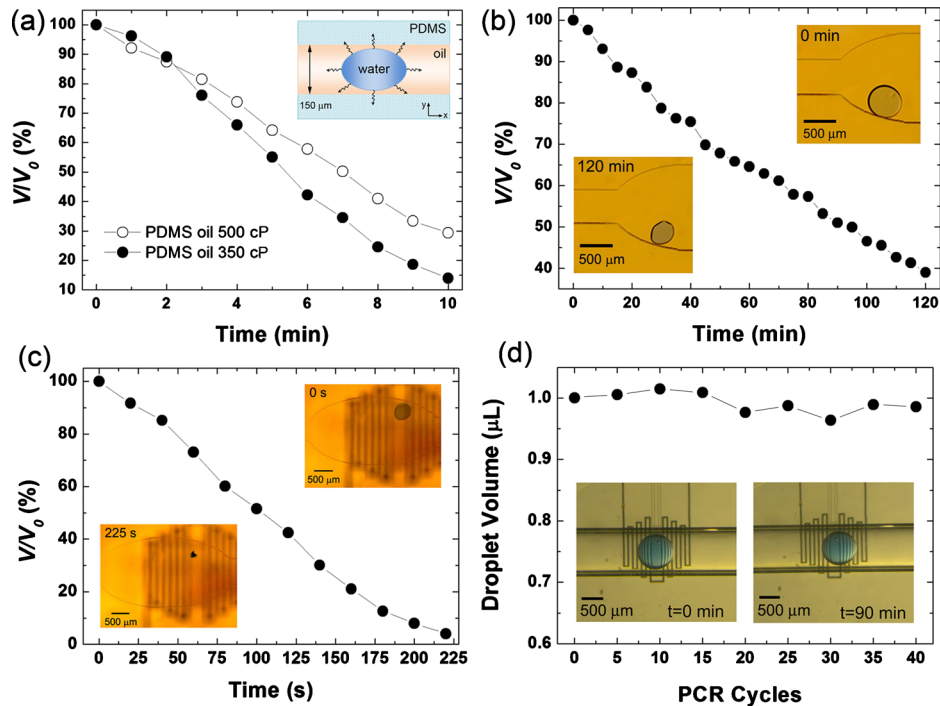 (a)
V/V0 (%)
100
90
80
70
60
50
40
30
20
10
0
2
4
6
8
10
Time (min)
PDMS
oil
water
150 μm
y
x
PDMS oil 500 cP
PDMS oil 350 cP
(b)
V/V0 (%)
100
90
80
70
60
50
40
0
20
40
60
80
100
120
Time (min)
0 min
500 μm
120 min
500 μm
(c)
V/V0 (%)
100
80
60
40
20
0
0
25
50
75
100
125
150
175
200
225
Time (s)
0 s
500 μm
225 s
500 μm
(d)
Droplet Volume (μL)
1.0
0.9
0.8
0.7
0.6
0
5
10
15
20
25
30
35
40
PCR Cycles
500 μm
t=0 min
500 μm
t=90 min